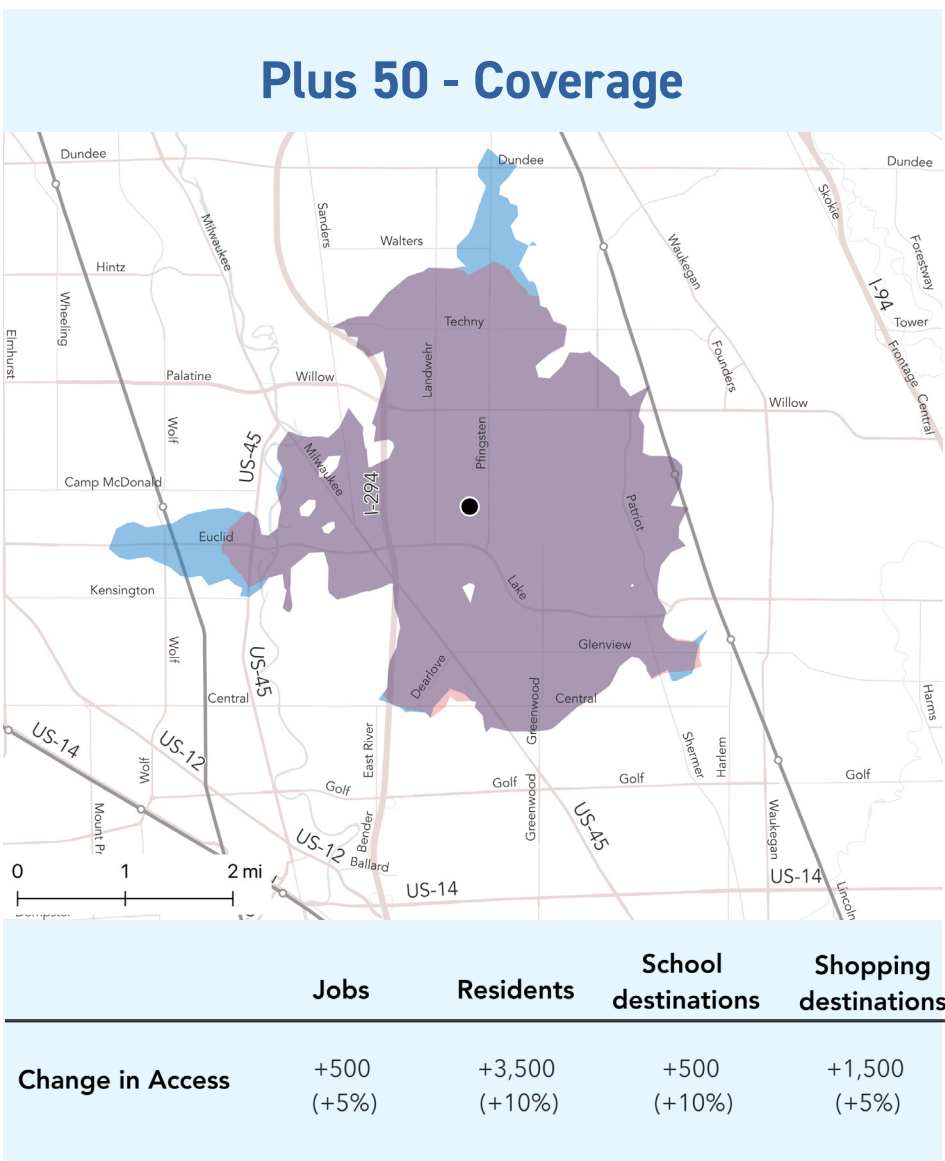 Plus 50 - Coverage
Dundee
Dundee
Dundee
Skokie
Milwaukee
Sanders
Walters
Waukegan
Forestway
Hintz
I-94
Wheeling
Elmhurst
Techny
Tower
Landwehr
Founders
Frontage
Palatine
Willow
Willow
Central
Wolf
US-45
Milwaukee
Pfingsten
Camp McDonald
I-294
Patriot
Euclid
Kensington
Lake
Wolf
Glenview
US-45
Dearlove
Central
Greenwood
Central
Harms
US-14
US-12
East River
Shermer
Harlem
Wolf
Golf
Golf
Golf
Golf
Mount Pr
Greenwood
US-45
Waukegan
Bender
US-12
Ballard
0 1 2 mi
US-14
US-14
Lincoln
Dempster
Jobs Residents School destinations Shopping destinations
Change in Access +500 +3,500 +500 +1,500
(+5%) (+10%) (+10%) (+5%)